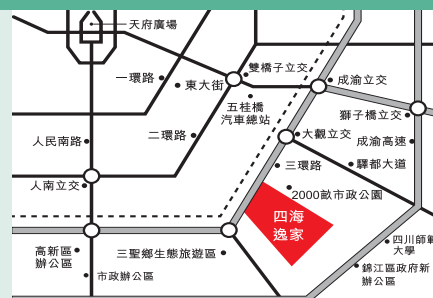 天府廣場
雙橋子立交
一環路
東大街
成渝立交
五桂橋
汽車總站
獅子橋立交
二環路
大觀立交
人民南路
成渝高速
三環路
驛都大道
人南立交
2000畝市政公園
四海
逸家
高新區
辦公區
三聖鄉生態旅遊區
四川師範
大學
市政辦公區
錦江區政府新
辦公區